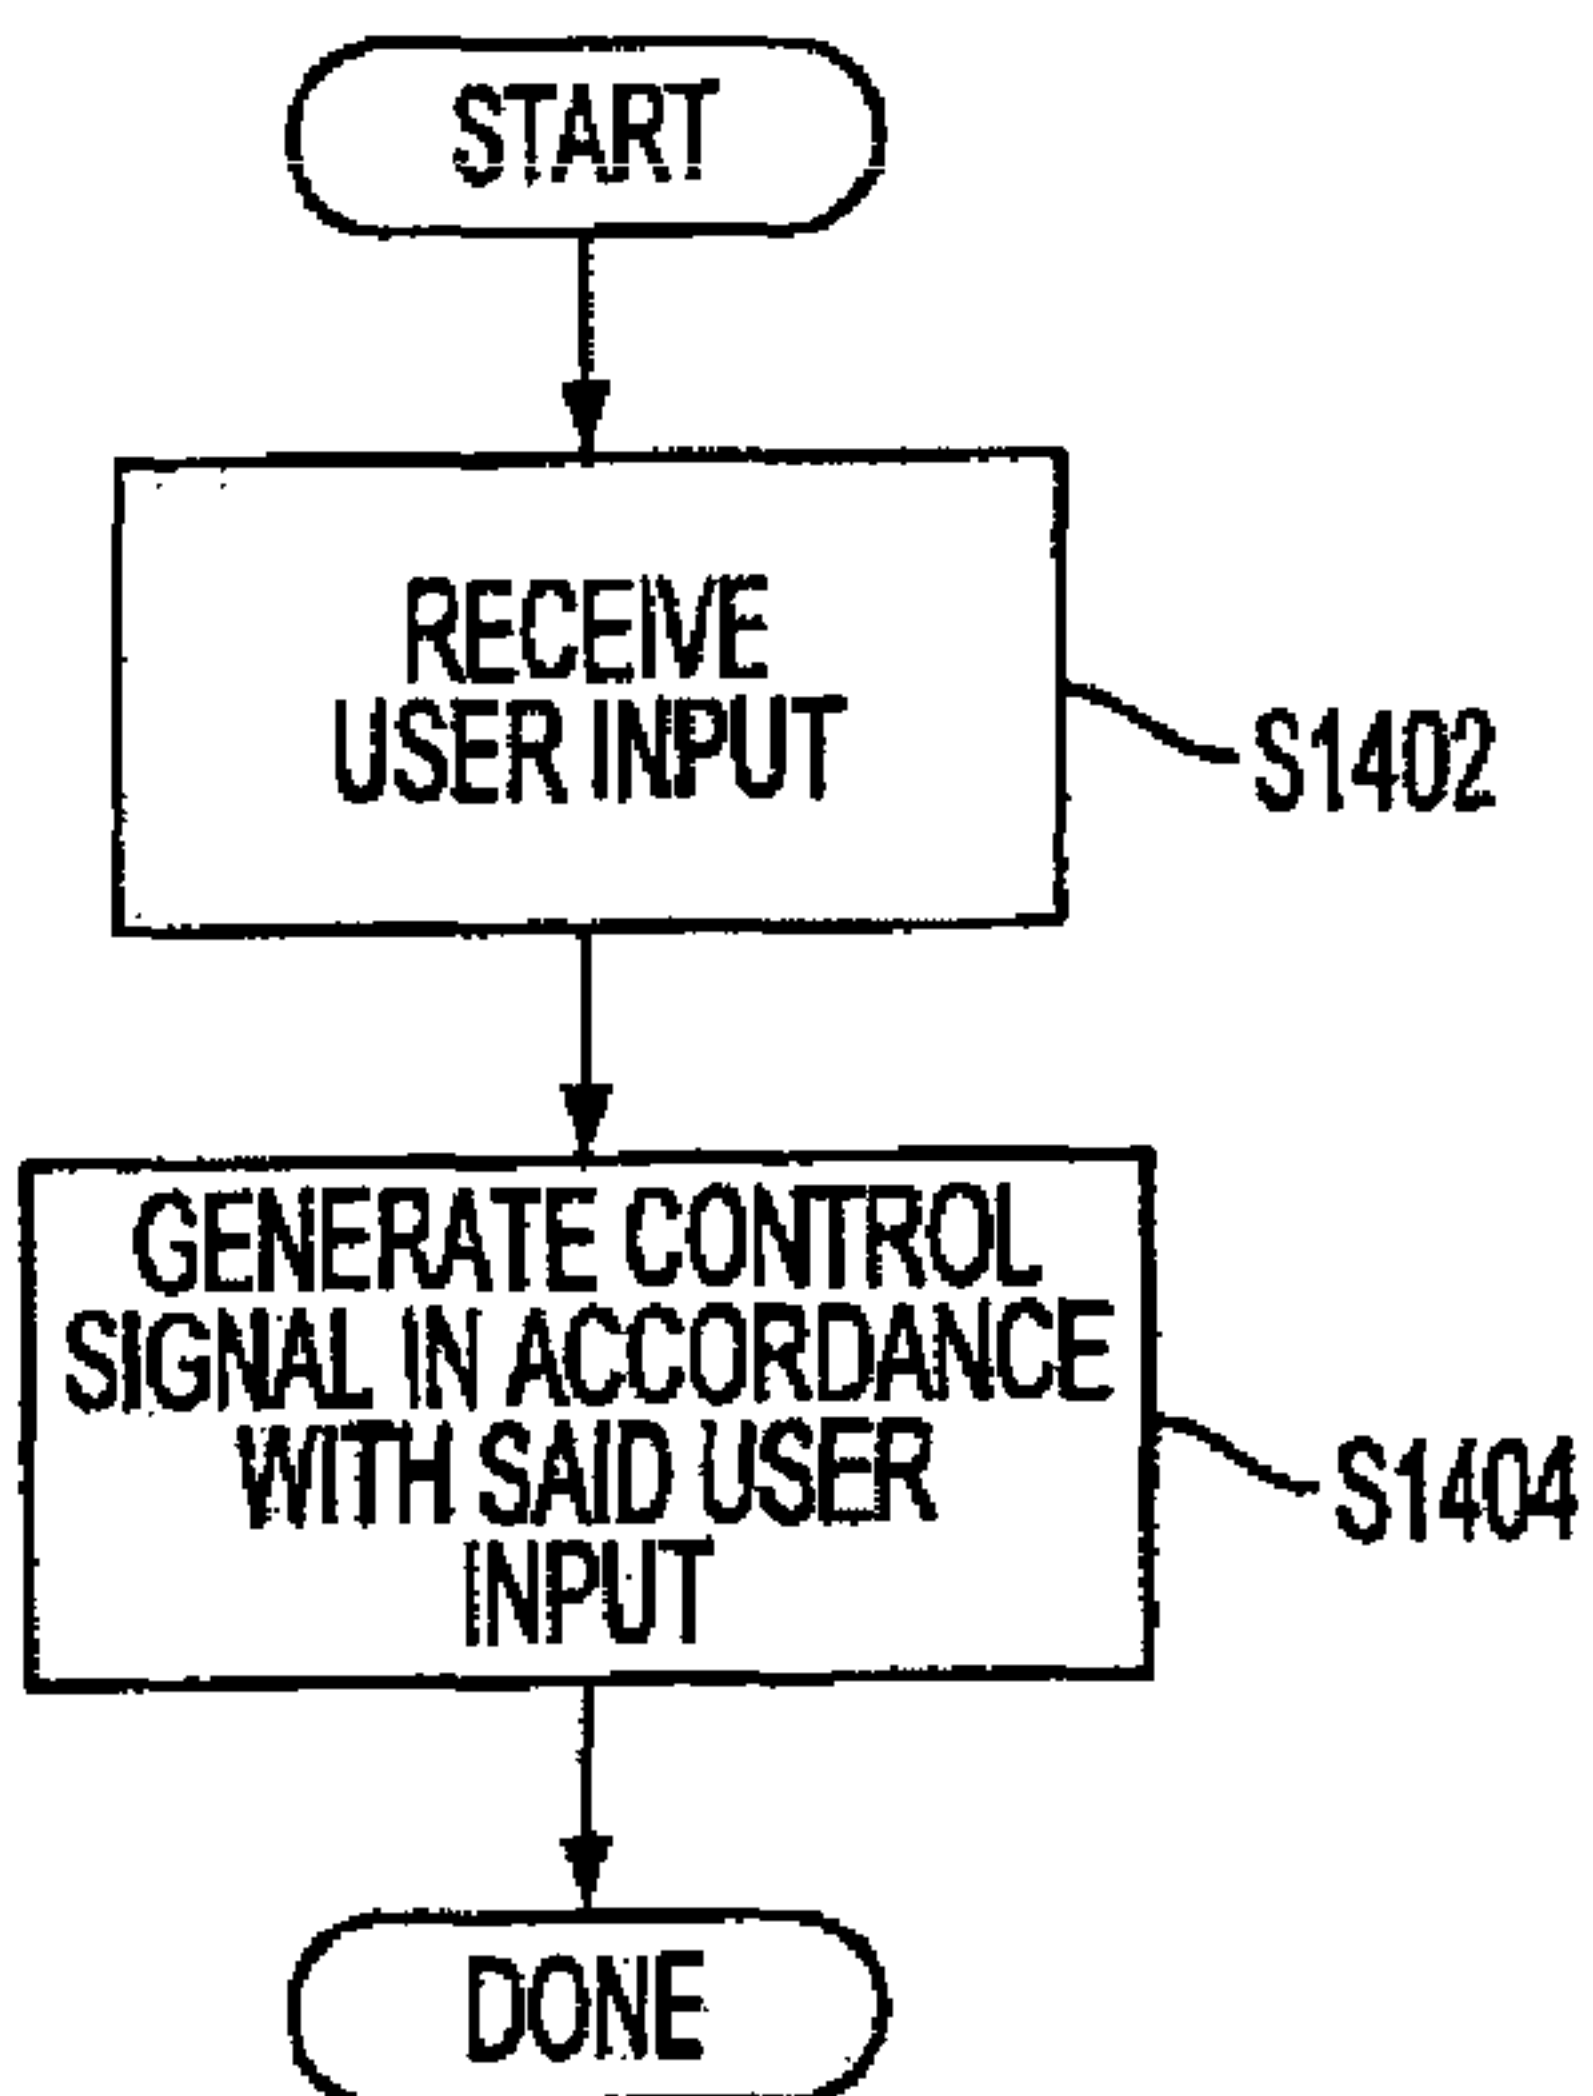 START
RECEIVE
USER INPUT
S1402
GENERATE CONTROL
SIGNAL IN ACCORDANCE
WITH SAID USER
INPUT
S1404
DONE